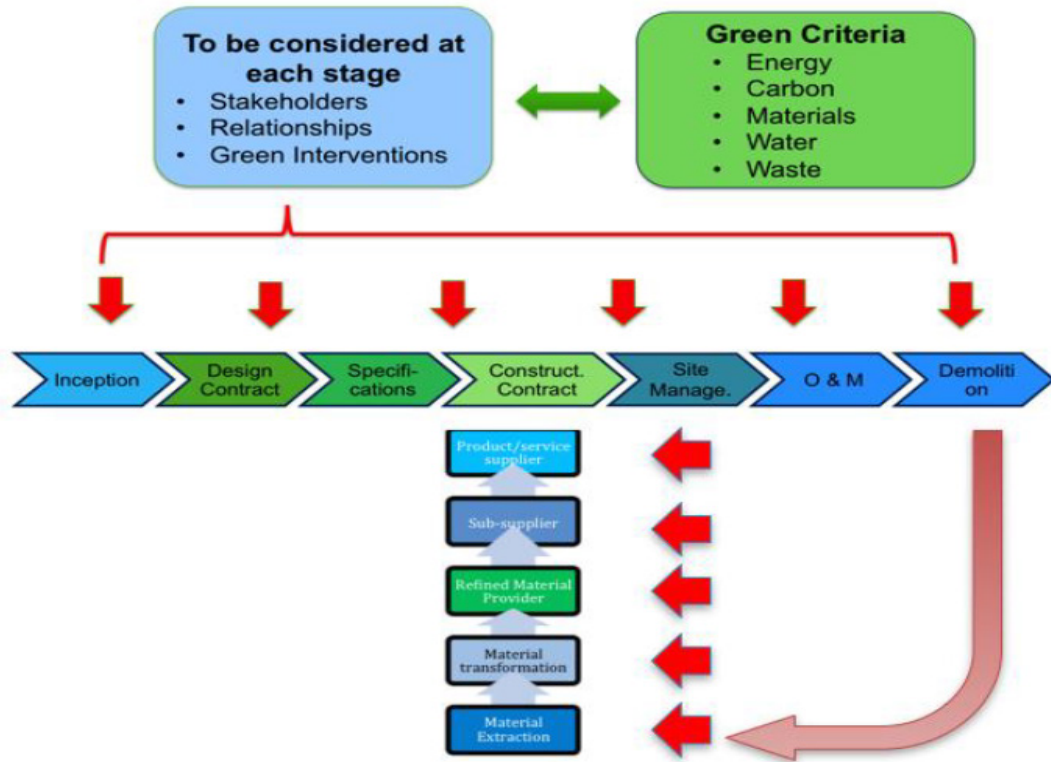 To be considered at
each stage
• Stakeholders
• Relationships
• Green Interventions
Green Criteria
• Energy
• Carbon
• Materials
• Water
• Waste
Inception
Design
Contract
Specifi-
cations
Construct.
Contract
Site
Manage.
O & M
Demoliti
on
Product/service
supplier
Sub-supplier
Refined Material
Provider
Material
transformation
Material
Extraction